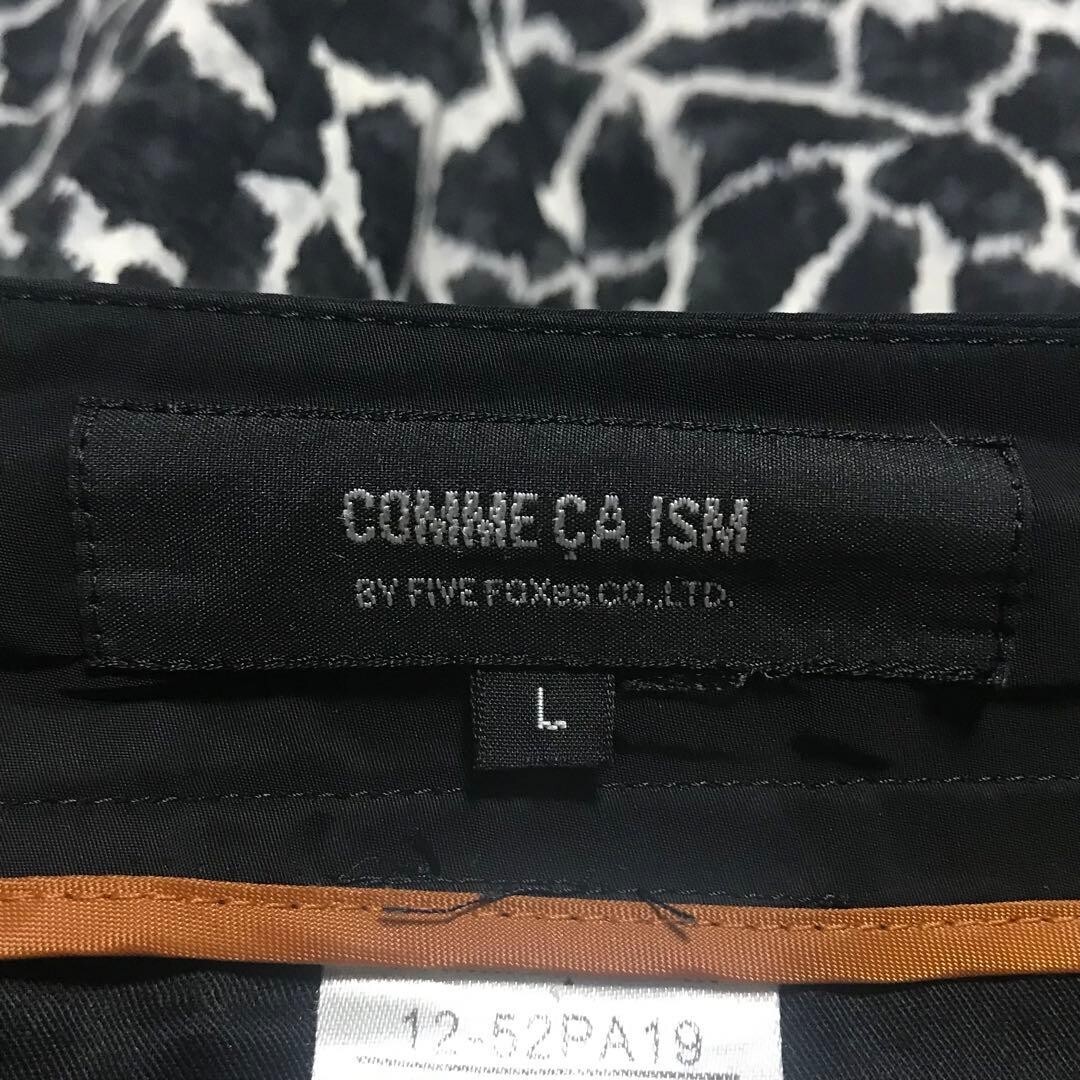 COMME ÇA ISM
BY FIVE FOXes CO.,LTD.
L
12-52PA19